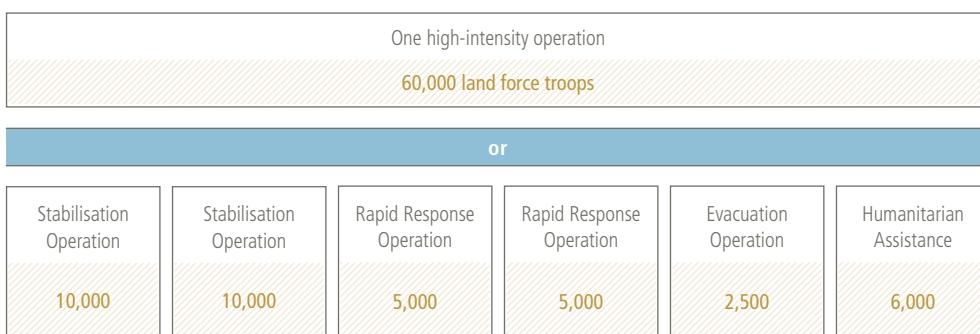 One high-intensity operation
60,000 land force troops
or
Stabilisation
Operation
10,000
Stabilisation
Operation
10,000
Rapid Response
Operation
5,000
Rapid Response
Operation
5,000
Evacuation
Operation
2,500
Humanitarian
Assistance
6,000